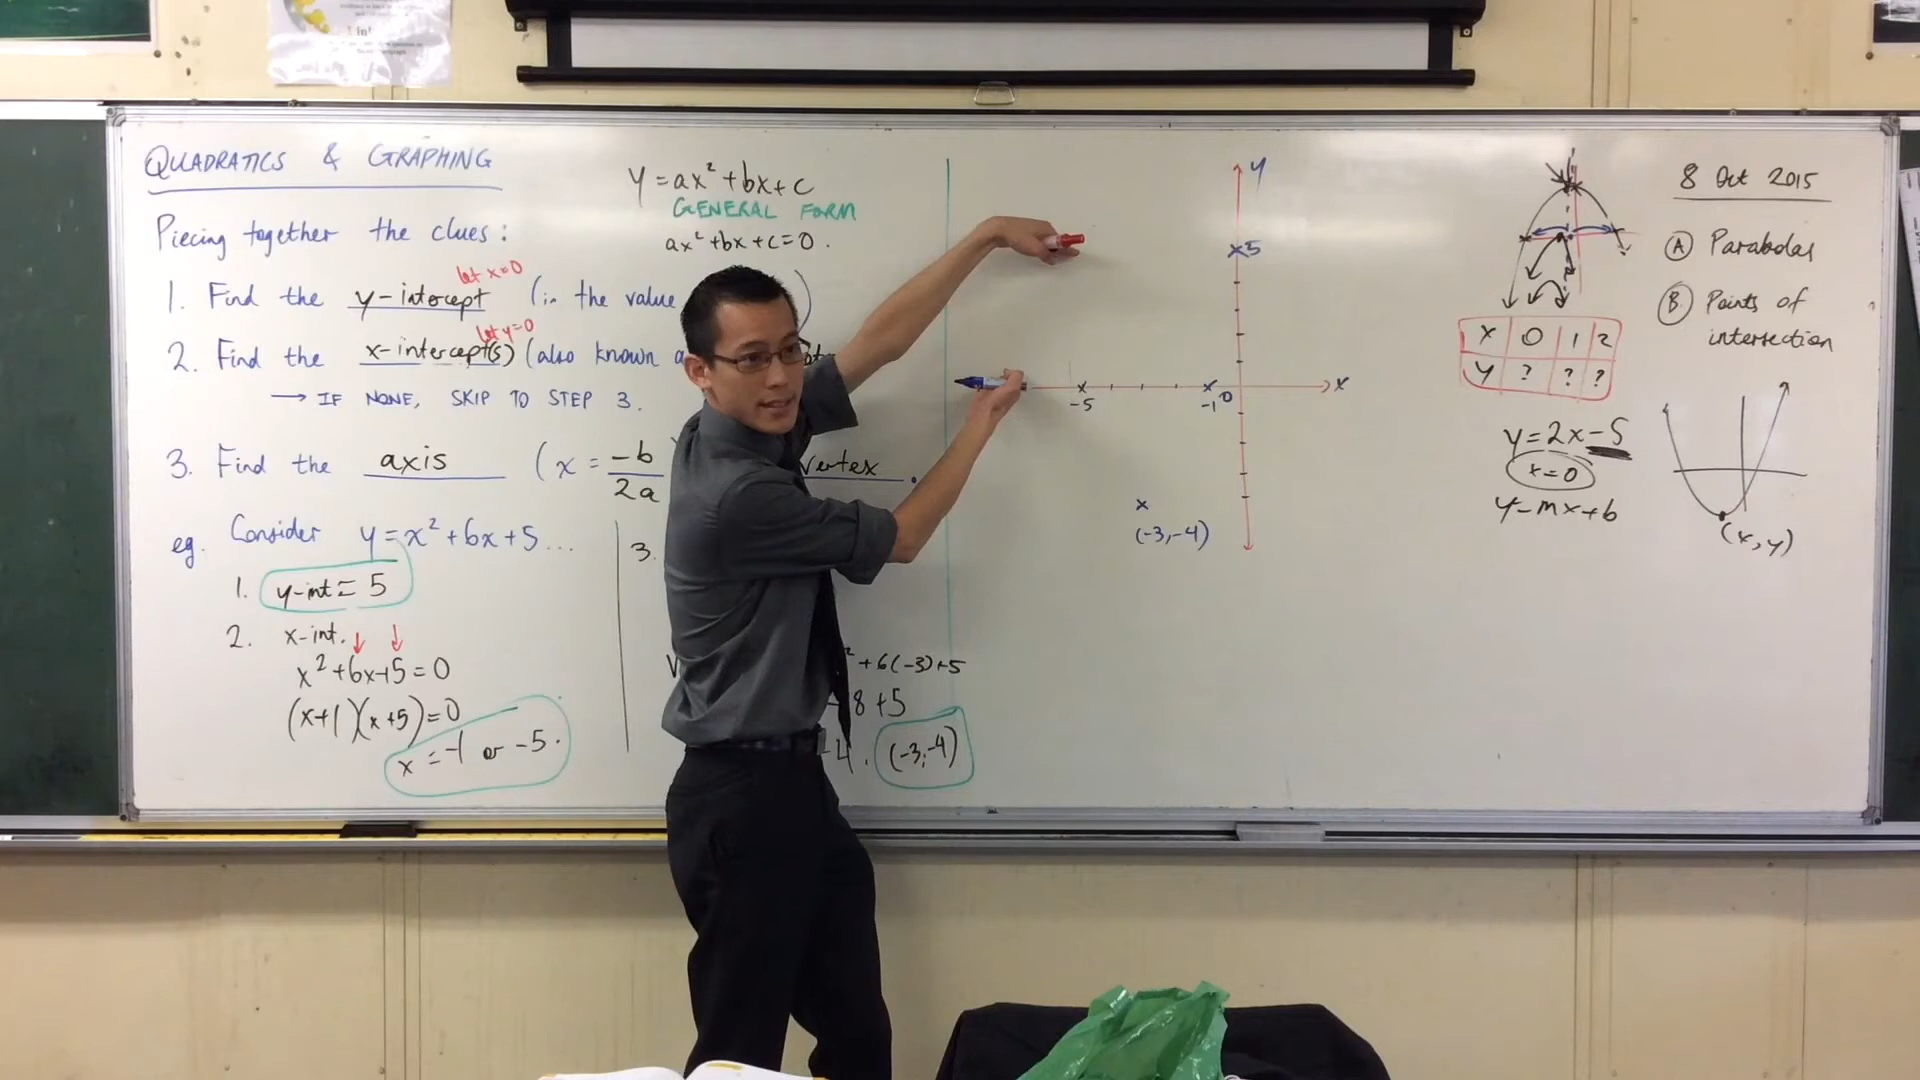 QUADRATICS & GRAPHING
Piecing together the clues:
let x=0
1. Find the y-intercept (in the value )
let y=0
2. Find the x-intercept(s) (also known a
→ IF NONE, SKIP TO STEP 3.
3. Find the axis (x = -b/2a) vertex.
eg. Consider y=x²+6x+5...
1. y-int = 5
2. x-int.
x²+6x+5=0
(x+1)(x+5)=0
x=-1 or -5.
y=ax²+bx+c
GENERAL FORM
ax²+bx+c=0.
3.
+6(-3)+5
-18+5
-4. (-3,-4)
y
5
-5
-1
0
x
x
(-3,-4)
8 Oct 2015
(A) Parabolas
(B) Points of
intersection
x 0 1 2
y ? ? ?
y=2x-5
x=0
y=mx+b
(x,y)